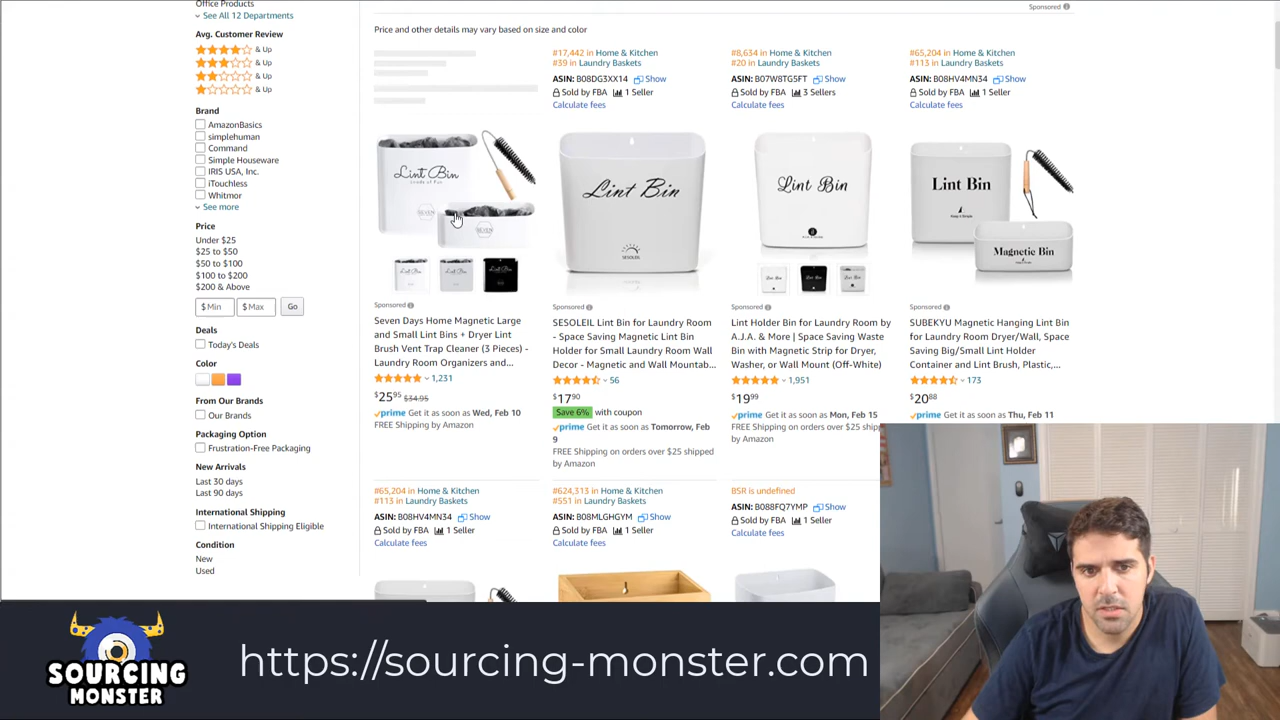 Office Products
See All 12 Departments
Avg. Customer Review
& Up
& Up
& Up
& Up
Brand
AmazonBasics
simplehuman
Command
Simple Houseware
IRIS USA, Inc.
iTouchless
Whitmor
See more
Price
Under $25
$25 to $50
$50 to $100
$100 to $200
$200 & Above
$ Min
$ Max
Go
Deals
Today's Deals
Color
From Our Brands
Our Brands
Packaging Option
Frustration-Free Packaging
New Arrivals
Last 30 days
Last 90 days
International Shipping
International Shipping Eligible
Condition
New
Used
Sponsored
Price and other details may vary based on size and color
Lint Bin
SEVEN
SEVEN
Sponsored
Seven Days Home Magnetic Large
and Small Lint Bins + Dryer Lint
Brush Vent Trap Cleaner (3 Pieces) -
Laundry Room Organizers and...
1,231
$25 95 $34.95
prime Get it as soon as Wed, Feb 10
FREE Shipping by Amazon
#17,442 in Home & Kitchen
#39 in Laundry Baskets
ASIN: B08DG3XX14 Show
Sold by FBA 1 Seller
Calculate fees
Lint Bin
SESOLEIL
Sponsored
SESOLEIL Lint Bin for Laundry Room
- Space Saving Magnetic Lint Bin
Holder for Small Laundry Room Wall
Decor - Magnetic and Wall Mountab...
56
$17 90
Save 6% with coupon
prime Get it as soon as Tomorrow, Feb
9
FREE Shipping on orders over $25 shipped
by Amazon
#8,634 in Home & Kitchen
#20 in Laundry Baskets
ASIN: B07W8TG5FT Show
Sold by FBA 3 Sellers
Calculate fees
Lint Bin
Sponsored
Lint Holder Bin for Laundry Room by
A.J.A. & More | Space Saving Waste
Bin with Magnetic Strip for Dryer,
Washer, or Wall Mount (Off-White)
1,951
$19 99
prime Get it as soon as Mon, Feb 15
FREE Shipping on orders over $25 shipp
by Amazon
#65,204 in Home & Kitchen
#113 in Laundry Baskets
ASIN: B08HV4MN34 Show
Sold by FBA 1 Seller
Calculate fees
Lint Bin
Keep it Simple
Magnetic Bin
Sponsored
SUBEKYU Magnetic Hanging Lint Bin
for Laundry Room Dryer/Wall, Space
Saving Big/Small Lint Holder
Container and Lint Brush, Plastic,...
173
$20 88
prime Get it as soon as Thu, Feb 11
#65,204 in Home & Kitchen
#113 in Laundry Baskets
ASIN: B08HV4MN34 Show
Sold by FBA 1 Seller
Calculate fees
#624,313 in Home & Kitchen
#551 in Laundry Baskets
ASIN: B08MLGHGYM Show
Sold by FBA 1 Seller
Calculate fees
BSR is undefined
ASIN: B088FQ7YMP Show
Sold by FBA 1 Seller
Calculate fees
SOURCING
MONSTER
https://sourcing-monster.com